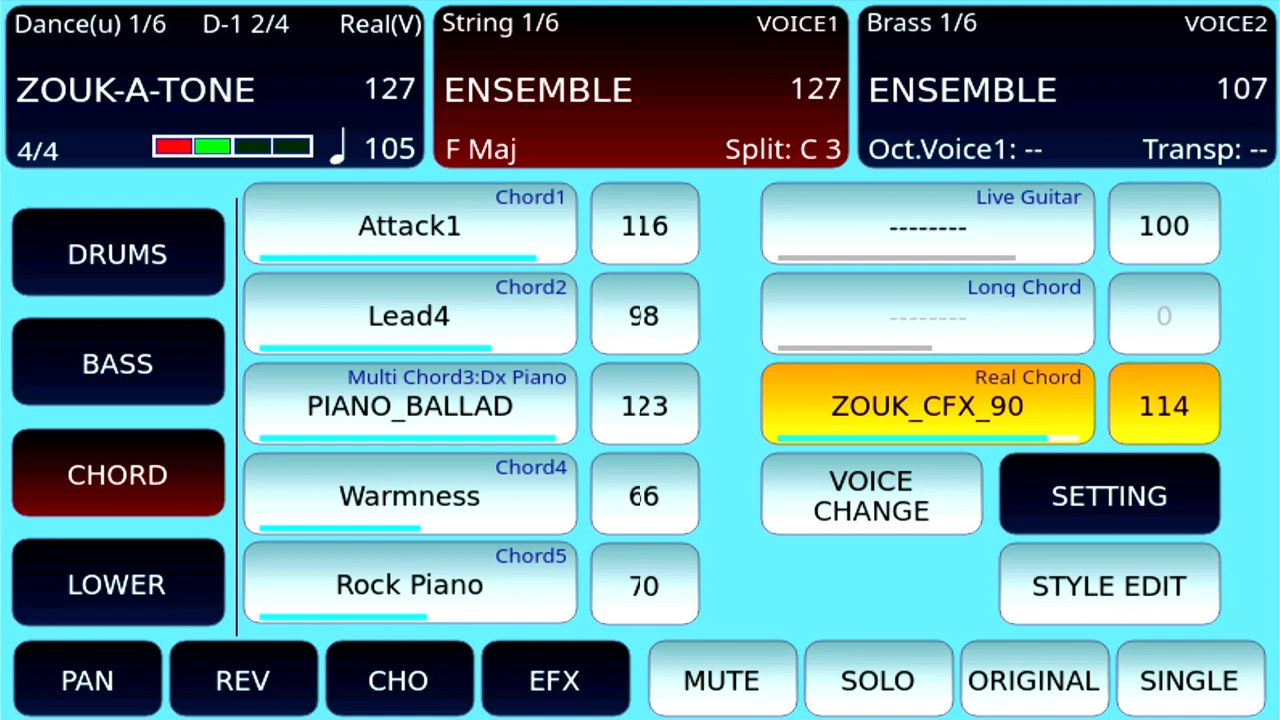 Dance(u) 1/6 D-1 2/4 Real(V)
ZOUK-A-TONE 127
4/4 105
String 1/6 VOICE1
ENSEMBLE 127
F Maj Split: C 3
Brass 1/6 VOICE2
ENSEMBLE 107
Oct.Voice1: -- Transp: --
DRUMS
BASS
CHORD
LOWER
Chord1
Attack1 116
Chord2
Lead4 98
Multi Chord3:Dx Piano
PIANO_BALLAD 123
Chord4
Warmness 66
Chord5
Rock Piano 70
Live Guitar
-------- 100
Long Chord
-------- 0
Real Chord
ZOUK_CFX_90 114
VOICE
CHANGE
SETTING
STYLE EDIT
PAN REV CHO EFX MUTE SOLO ORIGINAL SINGLE